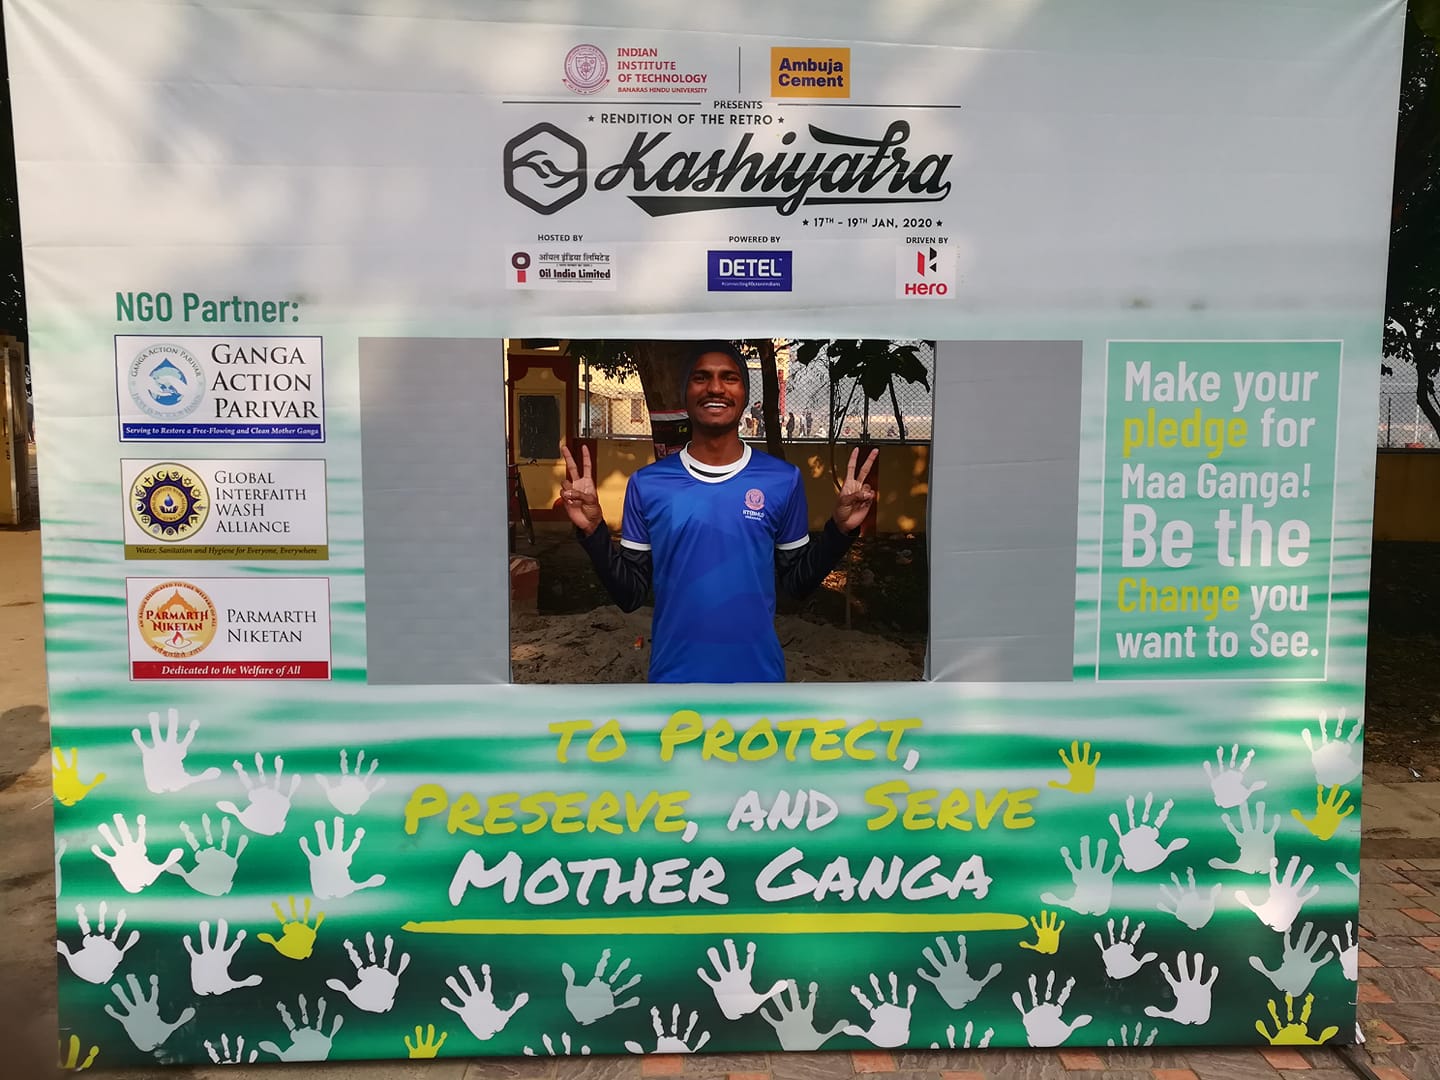 INDIAN
INSTITUTE
OF TECHNOLOGY
BANARAS HINDU UNIVERSITY
Ambuja
Cement
PRESENTS
★ RENDITION OF THE RETRO ★
Kashiyatra
★ 17TH - 19TH JAN, 2020 ★
HOSTED BY
ऑयल इंडिया लिमिटेड
Oil India Limited
POWERED BY
DETEL
DRIVEN BY
Hero
NGO Partner:
GANGA ACTION PARIVAR
GANGA
ACTION
PARIVAR
Serving to Restore a Free-Flowing and Clean Mother Ganga
GLOBAL
INTERFAITH
WASH
ALLIANCE
Water, Sanitation and Hygiene for Everyone, Everywhere
PARMARTH
NIKETAN
PARMARTH
NIKETAN
Dedicated to the Welfare of All
Make your
pledge for
Maa Ganga!
Be the
Change you
want to See.
TO PROTECT,
PRESERVE, AND SERVE
MOTHER GANGA